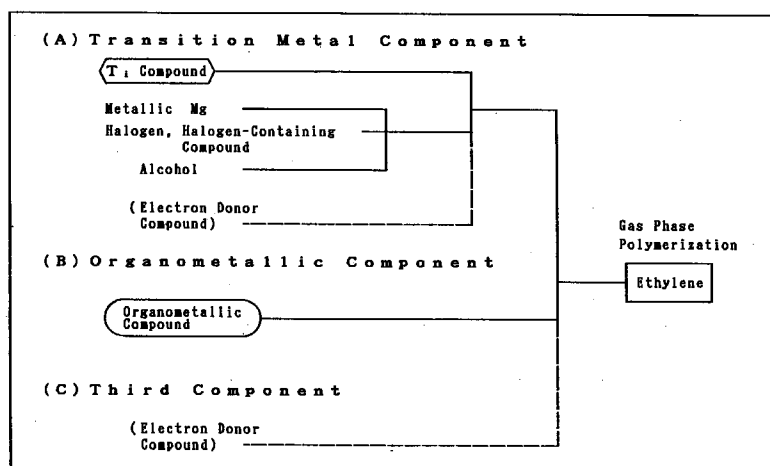 (A) Transition Metal Component
Ti Compound
Metallic Mg
Halogen, Halogen-Containing
Compound
Alcohol
(Electron Donor
Compound)
Gas Phase
Polymerization
(B) Organometallic Component
Ethylene
Organometallic
Compound
(C) Third Component
(Electron Donor
Compound)